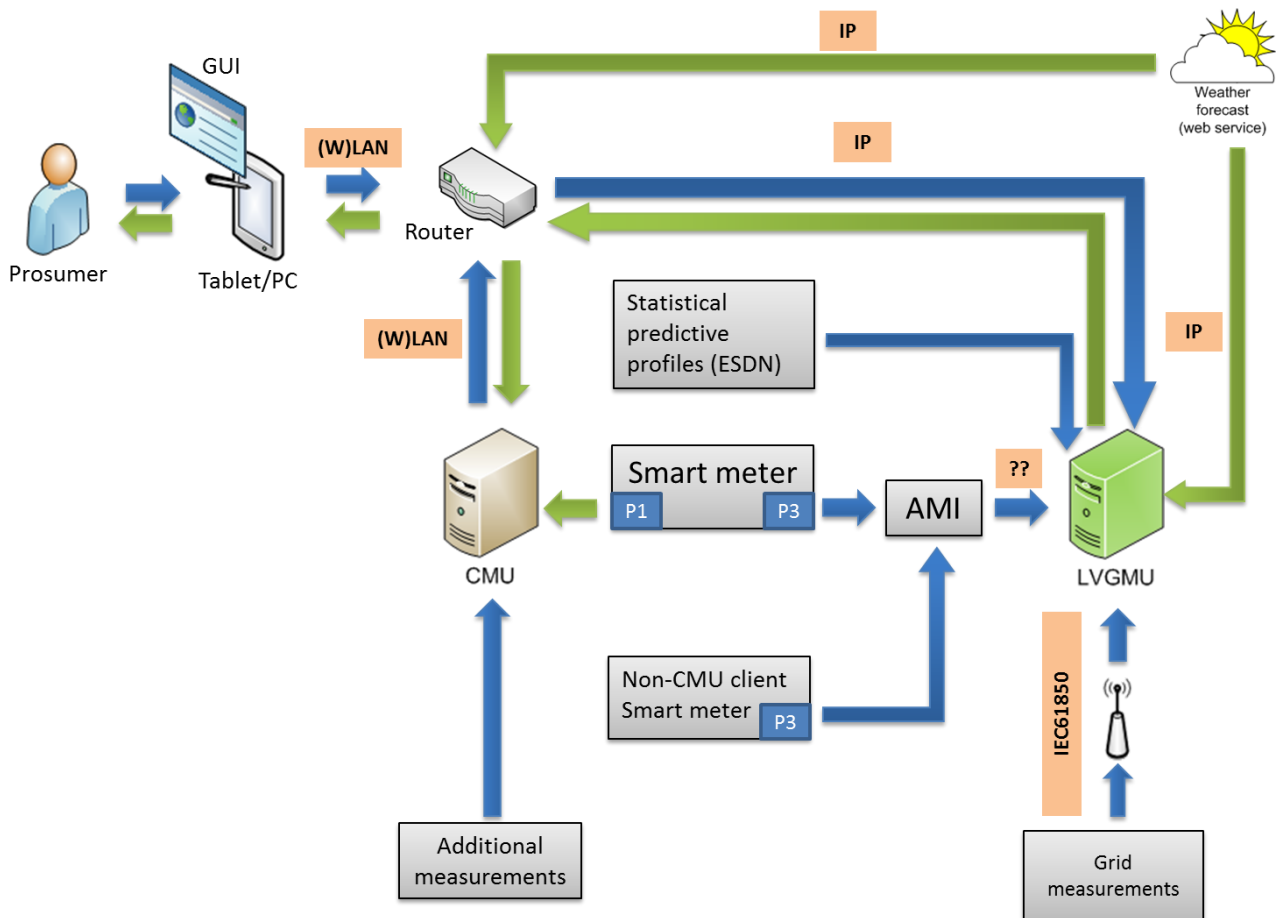 IP
GUI
Weather
forecast
(web service)
(W)LAN
IP
Router
Prosumer
Tablet/PC
Statistical
predictive
profiles (ESDN)
(W)LAN
IP
Smart meter
P1
P3
AMI
??
CMU
LVGMU
Non-CMU client
Smart meter
P3
IEC61850
Additional
measurements
Grid
measurements